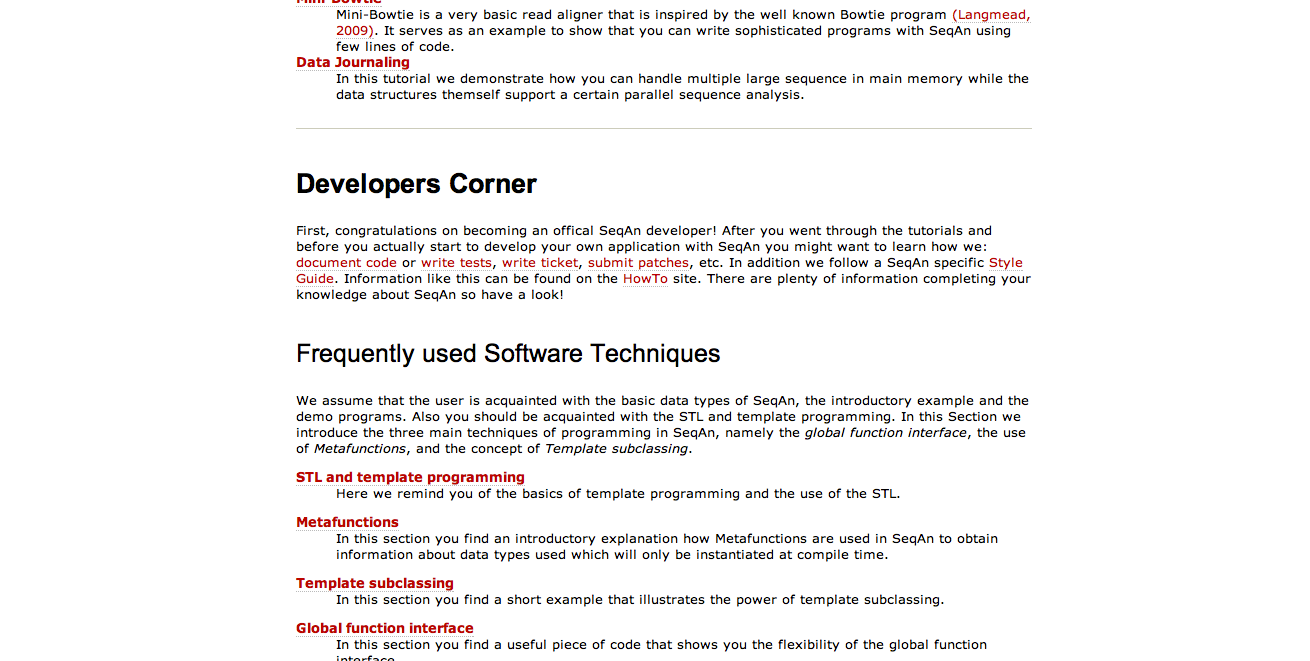 Mini-Bowtie
Mini-Bowtie is a very basic read aligner that is inspired by the well known Bowtie program (Langmead,
2009). It serves as an example to show that you can write sophisticated programs with SeqAn using
few lines of code.
Data Journaling
In this tutorial we demonstrate how you can handle multiple large sequence in main memory while the
data structures themself support a certain parallel sequence analysis.
Developers Corner
First, congratulations on becoming an offical SeqAn developer! After you went through the tutorials and
before you actually start to develop your own application with SeqAn you might want to learn how we:
document code or write tests, write ticket, submit patches, etc. In addition we follow a SeqAn specific Style
Guide. Information like this can be found on the HowTo site. There are plenty of information completing your
knowledge about SeqAn so have a look!
Frequently used Software Techniques
We assume that the user is acquainted with the basic data types of SeqAn, the introductory example and the
demo programs. Also you should be acquainted with the STL and template programming. In this Section we
introduce the three main techniques of programming in SeqAn, namely the global function interface, the use
of Metafunctions, and the concept of Template subclassing.
STL and template programming
Here we remind you of the basics of template programming and the use of the STL.
Metafunctions
In this section you find an introductory explanation how Metafunctions are used in SeqAn to obtain
information about data types used which will only be instantiated at compile time.
Template subclassing
In this section you find a short example that illustrates the power of template subclassing.
Global function interface
In this section you find a useful piece of code that shows you the flexibility of the global function
interface.